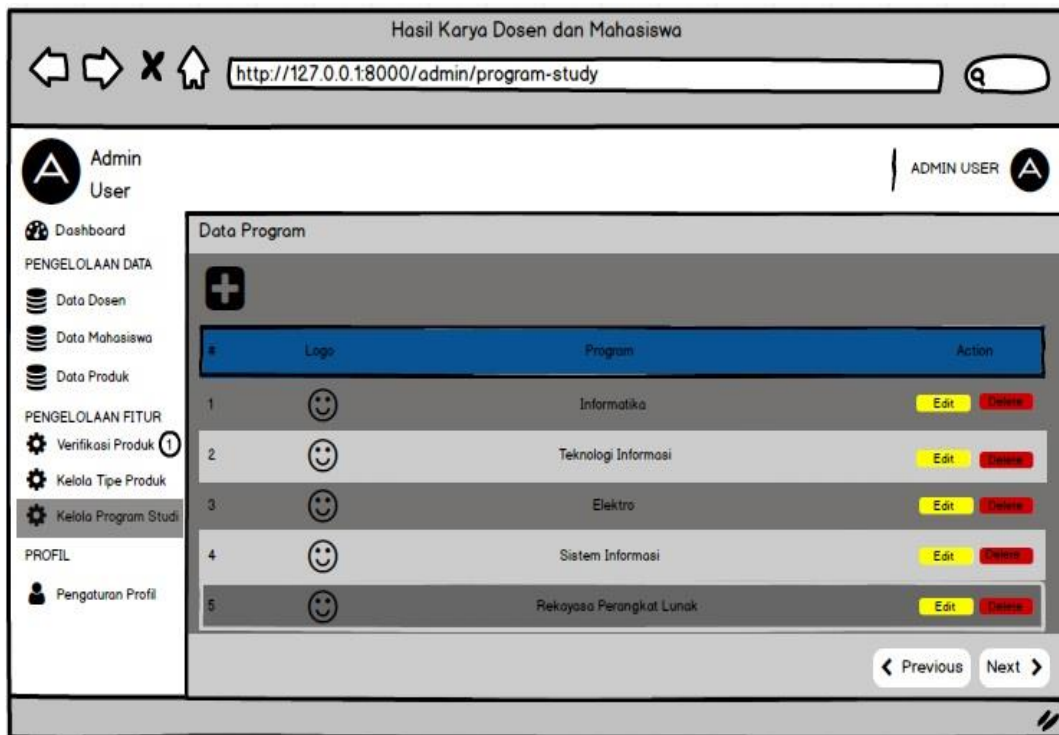 Hasil Karya Dosen dan Mahasiswa
http://127.0.0.1:8000/admin/program-study
A Admin User
ADMIN USER A
Dashboard
PENGELOLAAN DATA
Data Dosen
Data Mahasiswa
Data Produk
PENGELOLAAN FITUR
Verifikasi Produk 1
Kelola Tipe Produk
Kelola Program Studi
PROFIL
Pengaturan Profil
Data Program
# Logo Program Action
1 Informatika Edit Delete
2 Teknologi Informasi Edit Delete
3 Elektro Edit Delete
4 Sistem Informasi Edit Delete
5 Rekayasa Perangkat Lunak Edit Delete
Previous Next